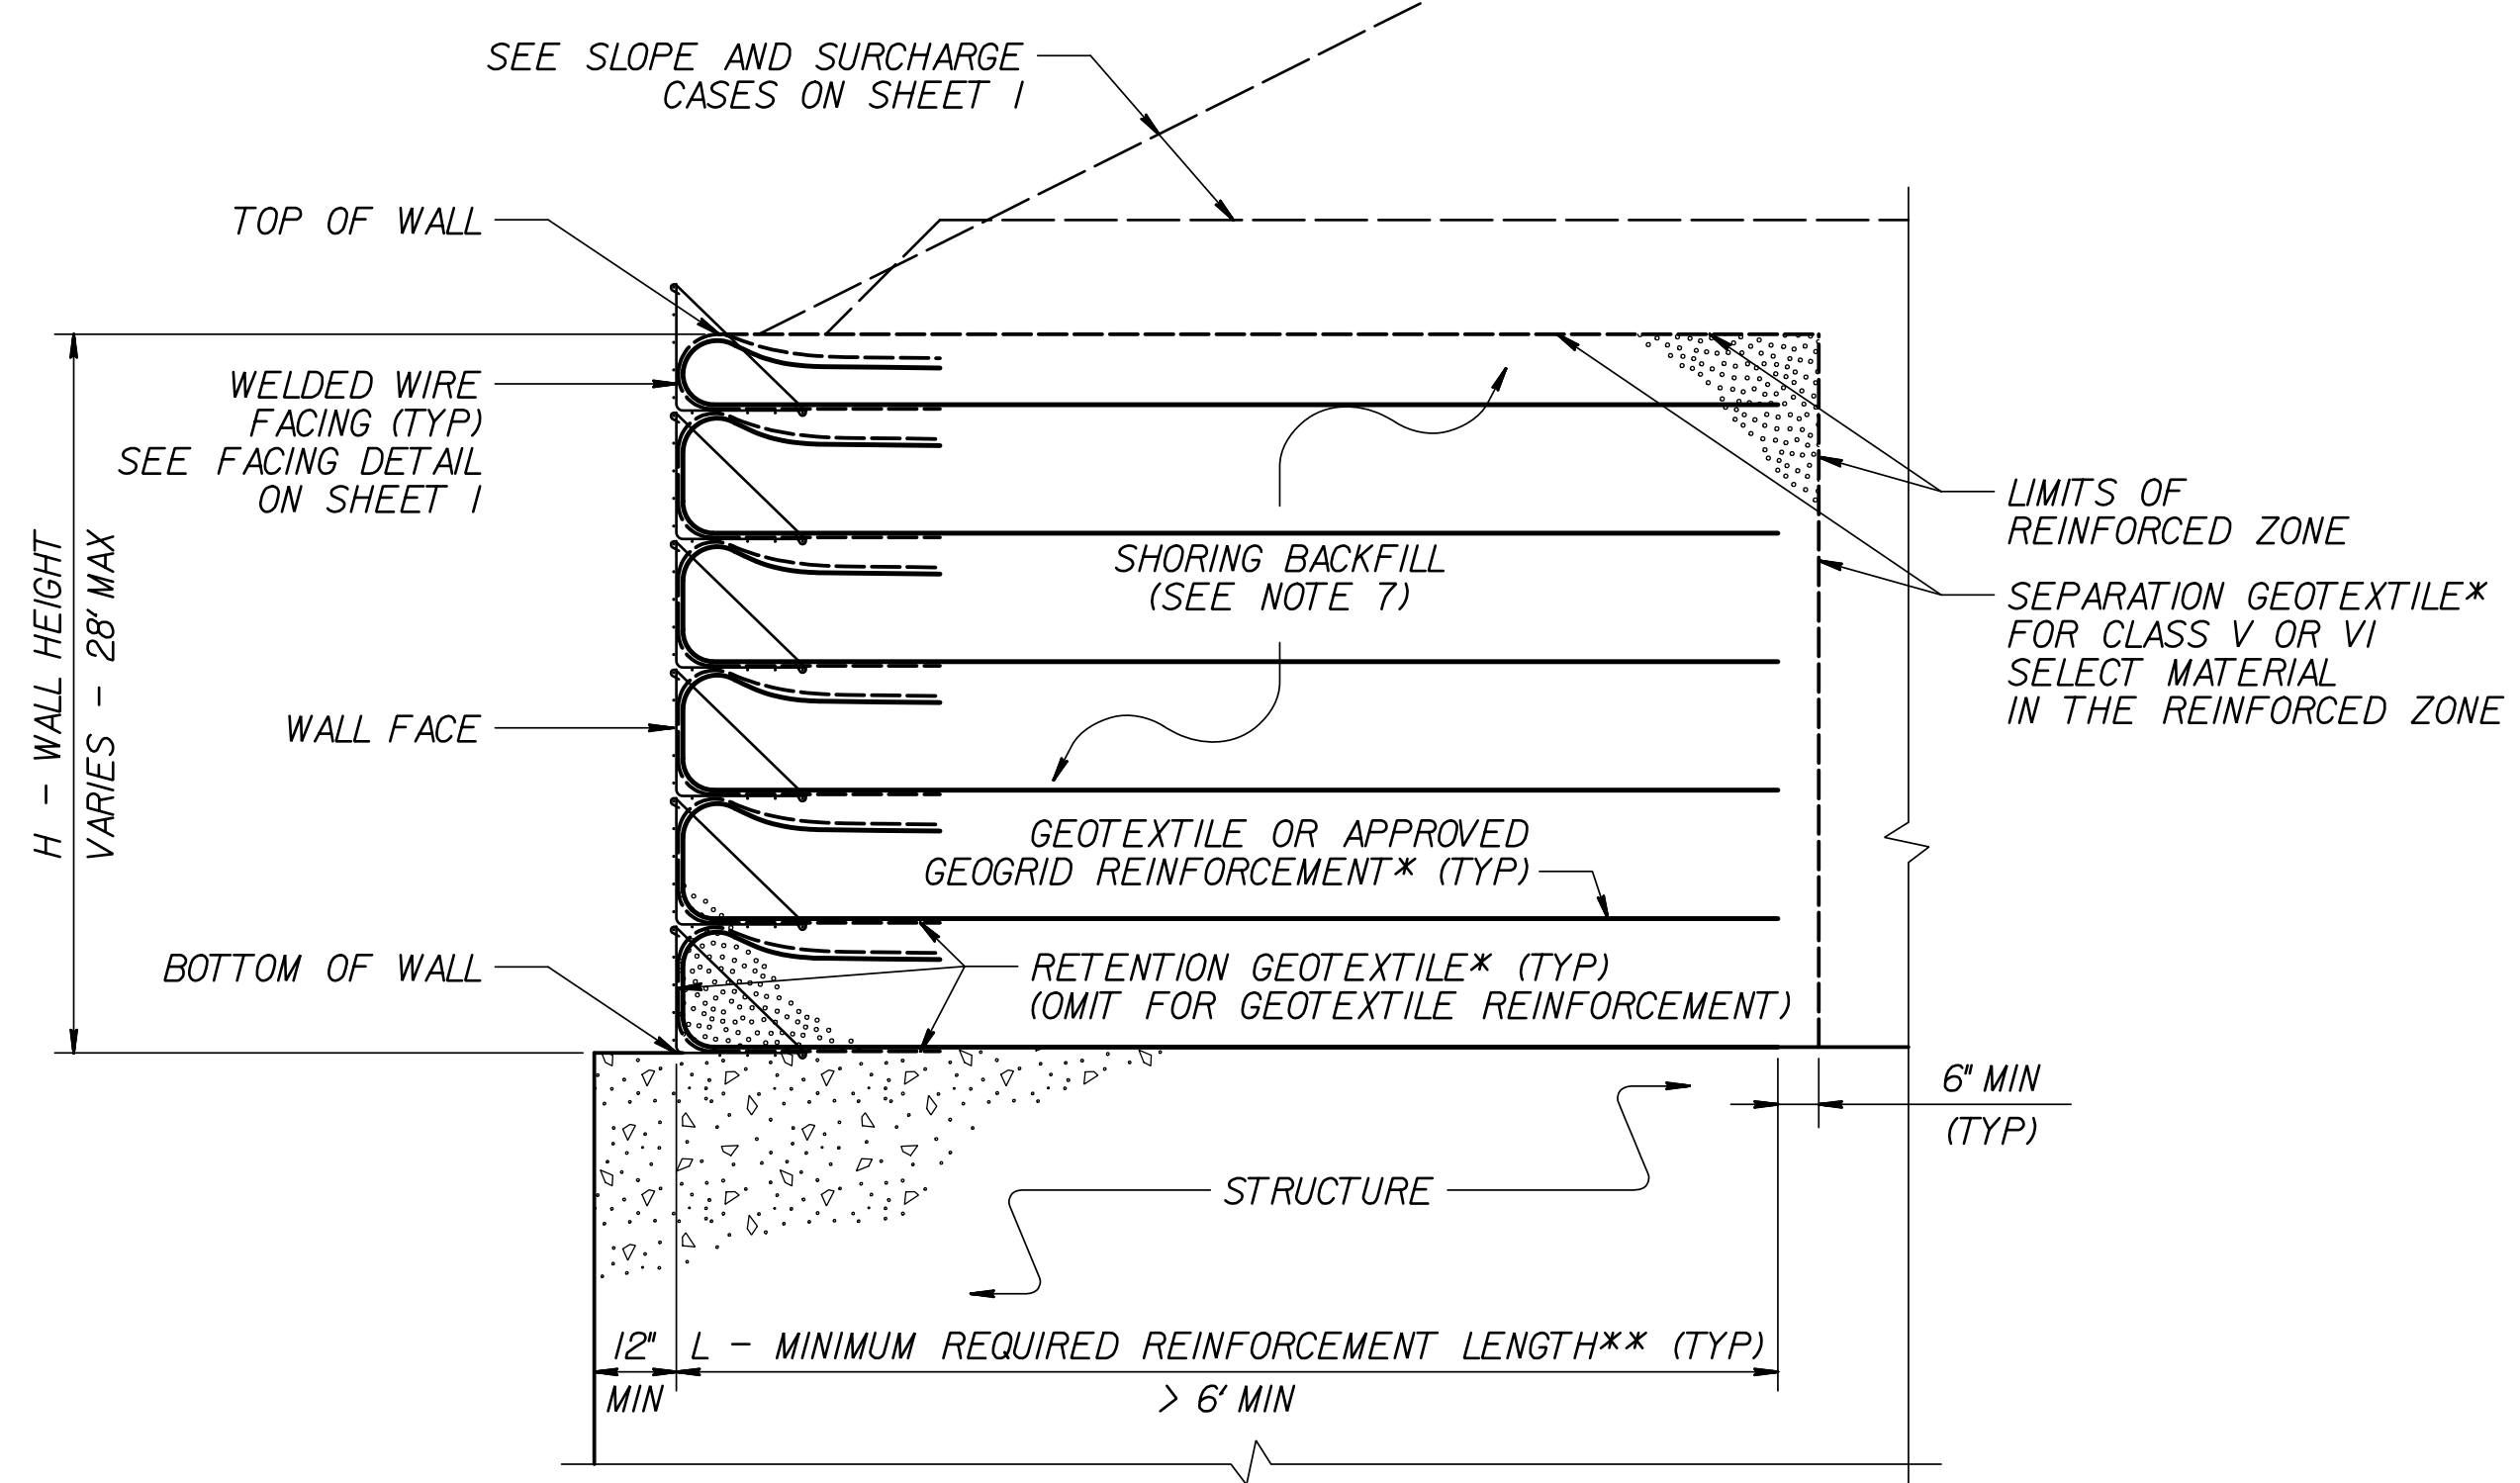 SEE SLOPE AND SURCHARGE
CASES ON SHEET 1
TOP OF WALL
WELDED WIRE
FACING (TYP)
SEE FACING DETAIL
ON SHEET 1
H - WALL HEIGHT
VARIES - 28' MAX
WALL FACE
BOTTOM OF WALL
SHORING BACKFILL
(SEE NOTE 7)
GEOTEXTILE OR APPROVED
GEOGRID REINFORCEMENT* (TYP)
RETENTION GEOTEXTILE* (TYP)
(OMIT FOR GEOTEXTILE REINFORCEMENT)
LIMITS OF
REINFORCED ZONE
SEPARATION GEOTEXTILE*
FOR CLASS V OR VI
SELECT MATERIAL
IN THE REINFORCED ZONE
6" MIN
(TYP)
STRUCTURE
12"
MIN
L - MINIMUM REQUIRED REINFORCEMENT LENGTH** (TYP)
> 6' MIN